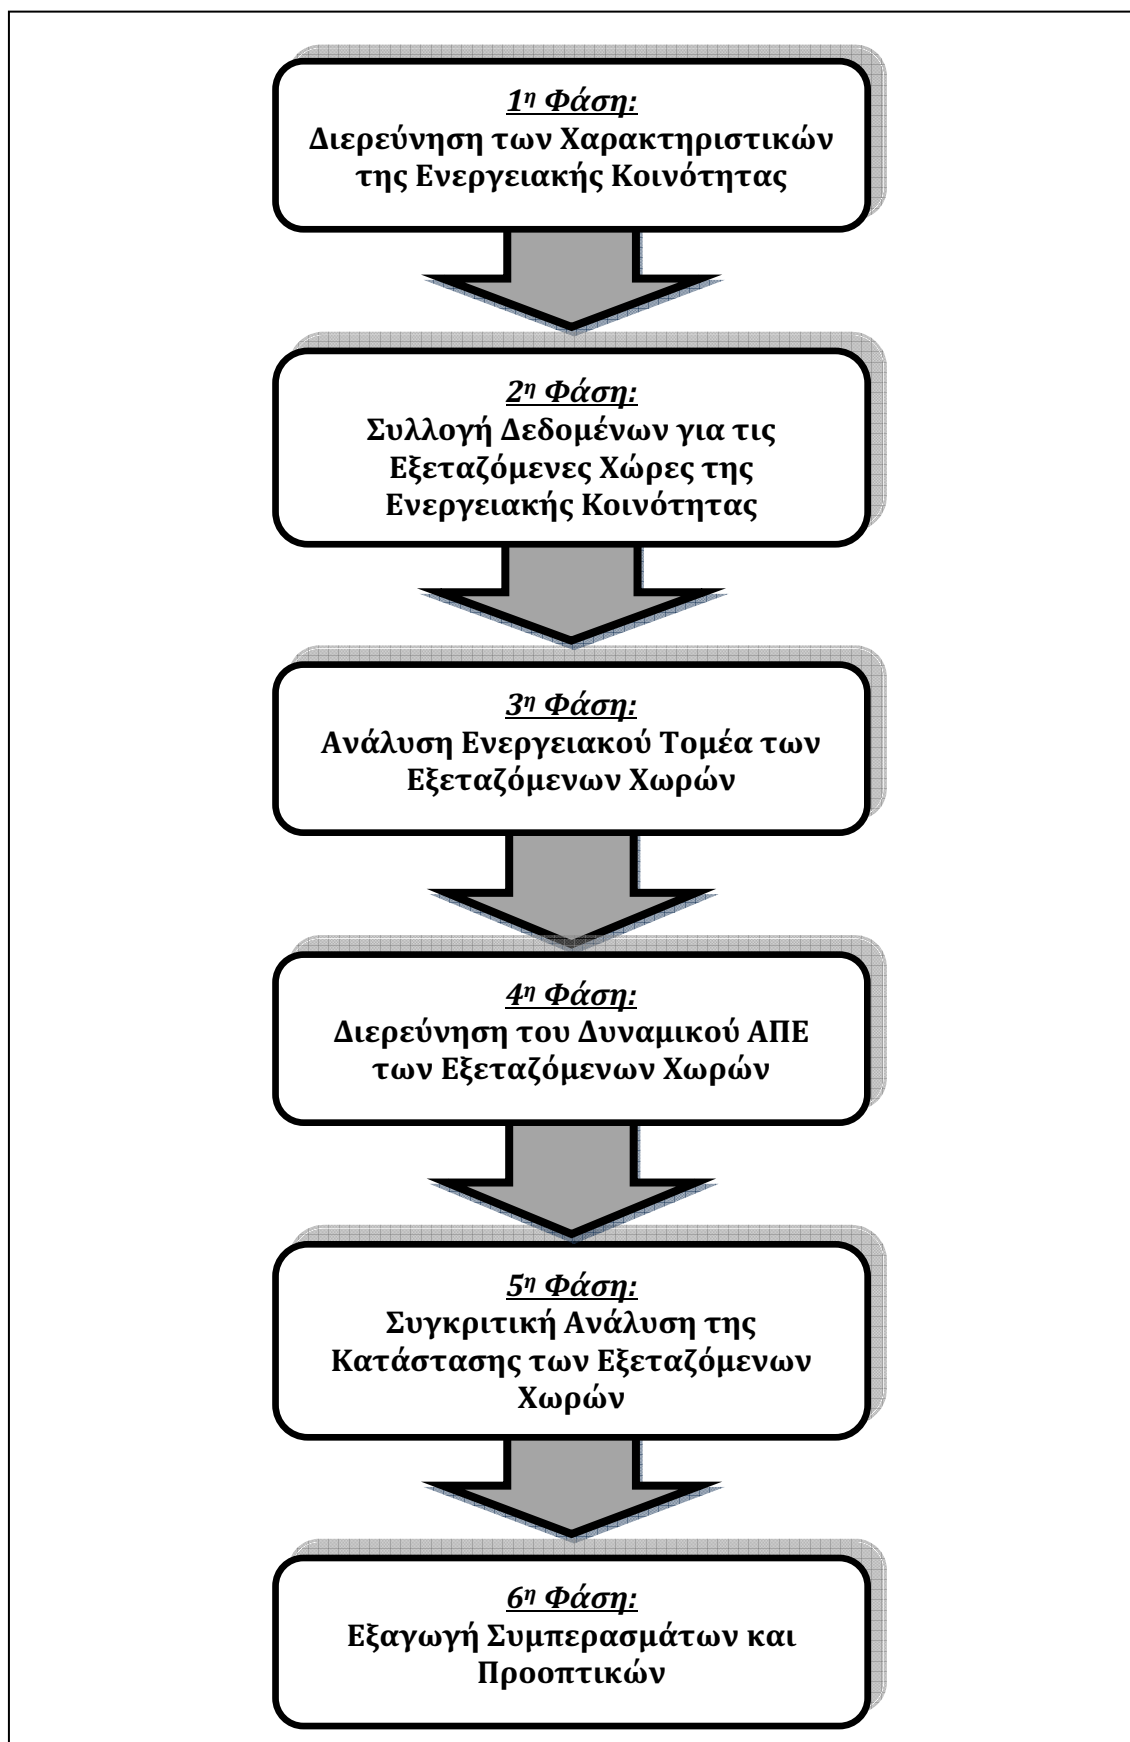 1η Φάση:
Διερεύνηση των Χαρακτηριστικών
της Ενεργειακής Κοινότητας
2η Φάση:
Συλλογή Δεδομένων για τις
Εξεταζόμενες Χώρες της
Ενεργειακής Κοινότητας
3η Φάση:
Ανάλυση Ενεργειακού Τομέα των
Εξεταζόμενων Χωρών
4η Φάση:
Διερεύνηση του Δυναμικού ΑΠΕ
των Εξεταζόμενων Χωρών
5η Φάση:
Συγκριτική Ανάλυση της
Κατάστασης των Εξεταζόμενων
Χωρών
6η Φάση:
Εξαγωγή Συμπερασμάτων και
Προοπτικών